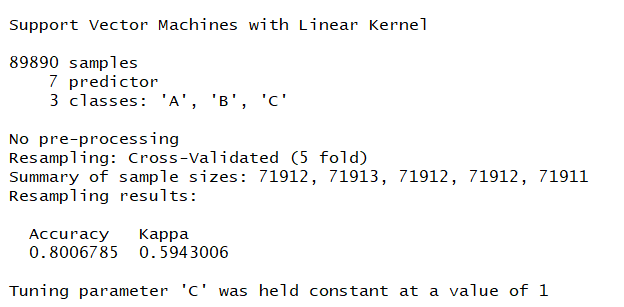 Support Vector Machines with Linear Kernel
89890 samples
7 predictor
3 classes: 'A', 'B', 'C'
No pre-processing
Resampling: Cross-Validated (5 fold)
Summary of sample sizes: 71912, 71913, 71912, 71912, 71911
Resampling results:
Accuracy Kappa
0.8006785 0.5943006
Tuning parameter 'C' was held constant at a value of 1